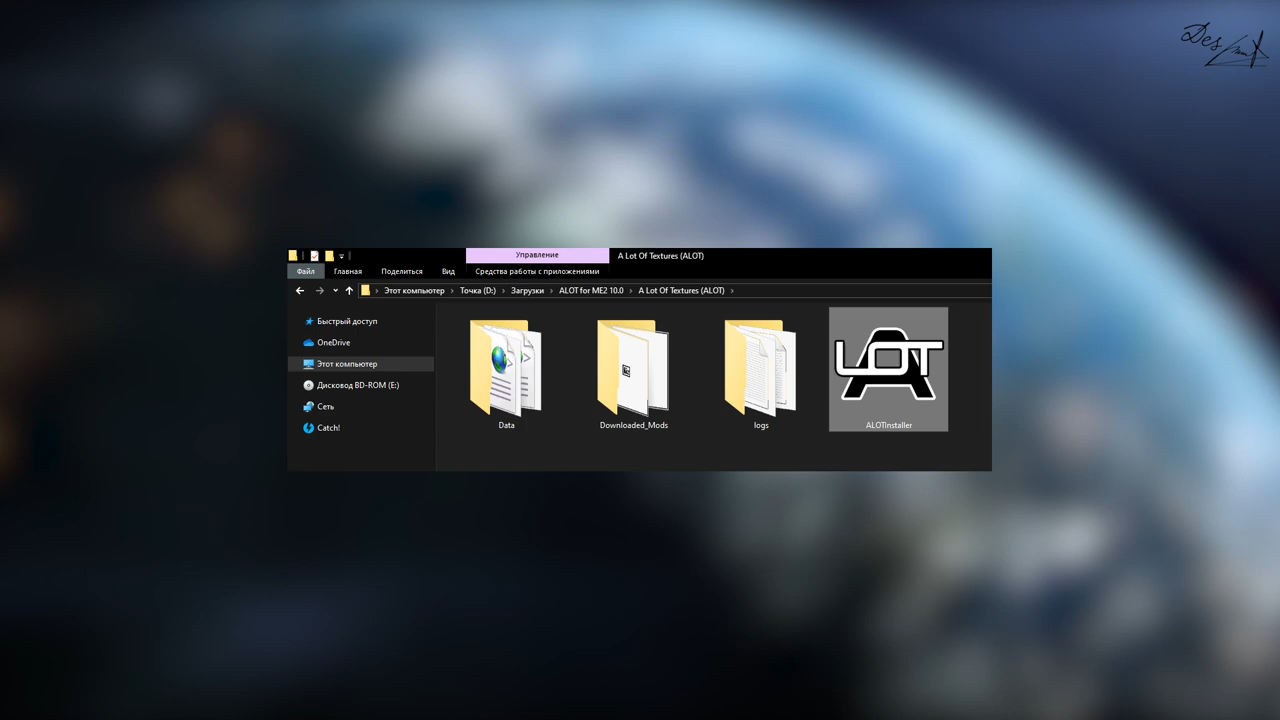 Des
Управление
A Lot Of Textures (ALOT)
Файл
Главная
Поделиться
Вид
Средства работы с приложениями
Этот компьютер
Точка (D:)
Загрузки
ALOT for ME2 10.0
A Lot Of Textures (ALOT)
Быстрый доступ
OneDrive
Этот компьютер
Дисковод BD-ROM (E:)
Сеть
Catch!
LOT
A
Data
Downloaded_Mods
logs
ALOTInstaller